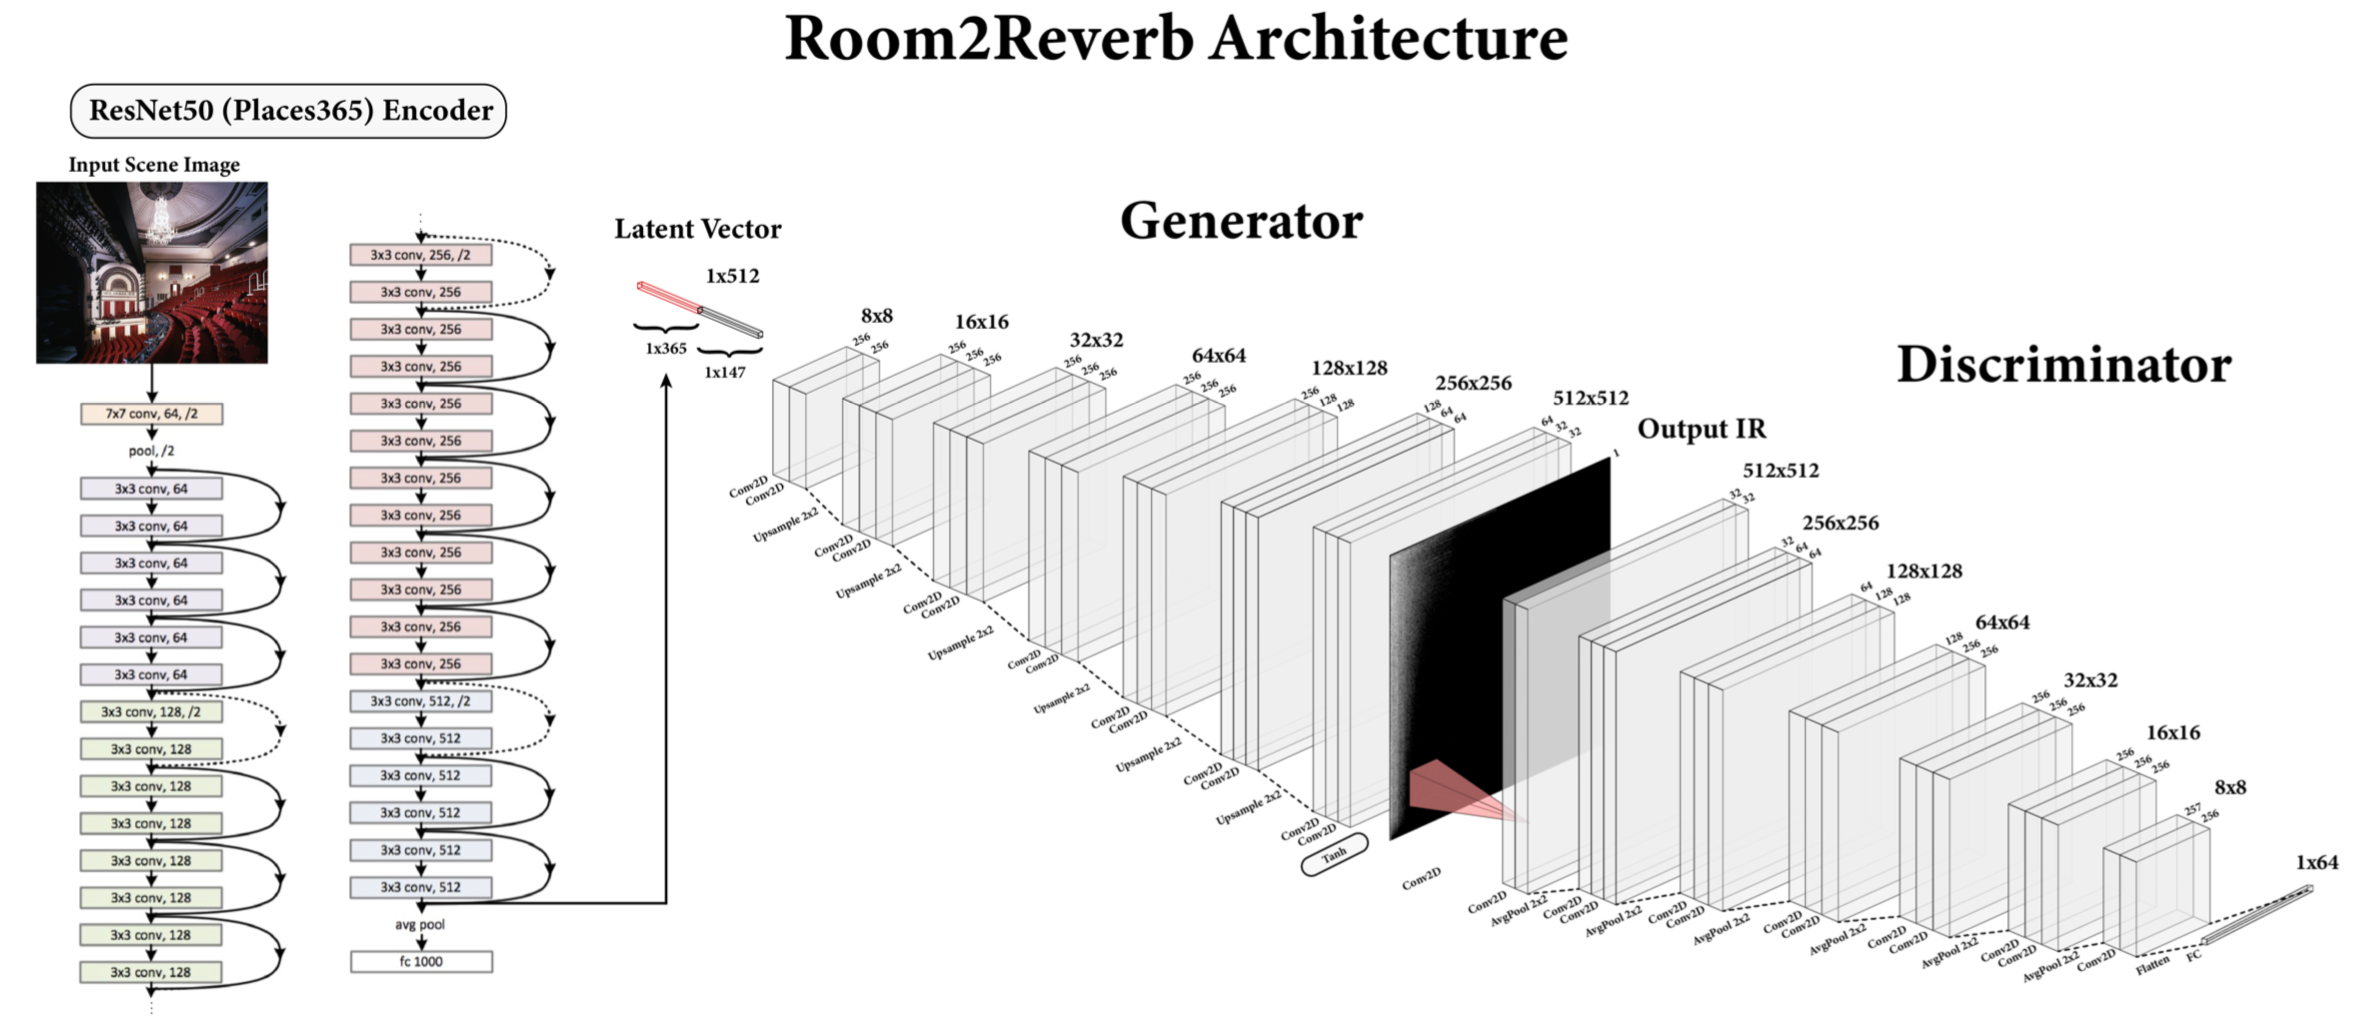 Room2Reverb Architecture
ResNet50 (Places365) Encoder
Input Scene Image
7x7 conv, 64, /2
pool, /2
3x3 conv, 64
3x3 conv, 64
3x3 conv, 64
3x3 conv, 64
3x3 conv, 64
3x3 conv, 64
3x3 conv, 128, /2
3x3 conv, 128
3x3 conv, 128
3x3 conv, 128
3x3 conv, 128
3x3 conv, 128
3x3 conv, 128
3x3 conv, 128
3x3 conv, 256, /2
3x3 conv, 256
3x3 conv, 256
3x3 conv, 256
3x3 conv, 256
3x3 conv, 256
3x3 conv, 256
3x3 conv, 256
3x3 conv, 256
3x3 conv, 256
3x3 conv, 256
3x3 conv, 256
3x3 conv, 512, /2
3x3 conv, 512
3x3 conv, 512
3x3 conv, 512
3x3 conv, 512
3x3 conv, 512
avg pool
fc 1000
Latent Vector
1x512
1x365
1x147
Generator
8x8
256
256
Conv2D
Conv2D
Upsample 2x2
16x16
256
256
256
Conv2D
Conv2D
Upsample 2x2
32x32
256
256
256
Conv2D
Conv2D
Upsample 2x2
64x64
256
256
256
Conv2D
Conv2D
Upsample 2x2
128x128
256
128
128
Conv2D
Conv2D
Upsample 2x2
256x256
128
64
64
Conv2D
Conv2D
Upsample 2x2
512x512
64
32
32
Conv2D
Conv2D
Tanh
Output IR
1
Conv2D
Discriminator
512x512
32
32
Conv2D
AvgPool 2x2
256x256
32
64
64
Conv2D
Conv2D
AvgPool 2x2
128x128
64
128
128
Conv2D
Conv2D
AvgPool 2x2
64x64
128
256
256
Conv2D
Conv2D
AvgPool 2x2
32x32
256
256
256
Conv2D
Conv2D
AvgPool 2x2
16x16
256
256
256
Conv2D
Conv2D
AvgPool 2x2
8x8
257
256
Conv2D
Flatten
FC
1x64